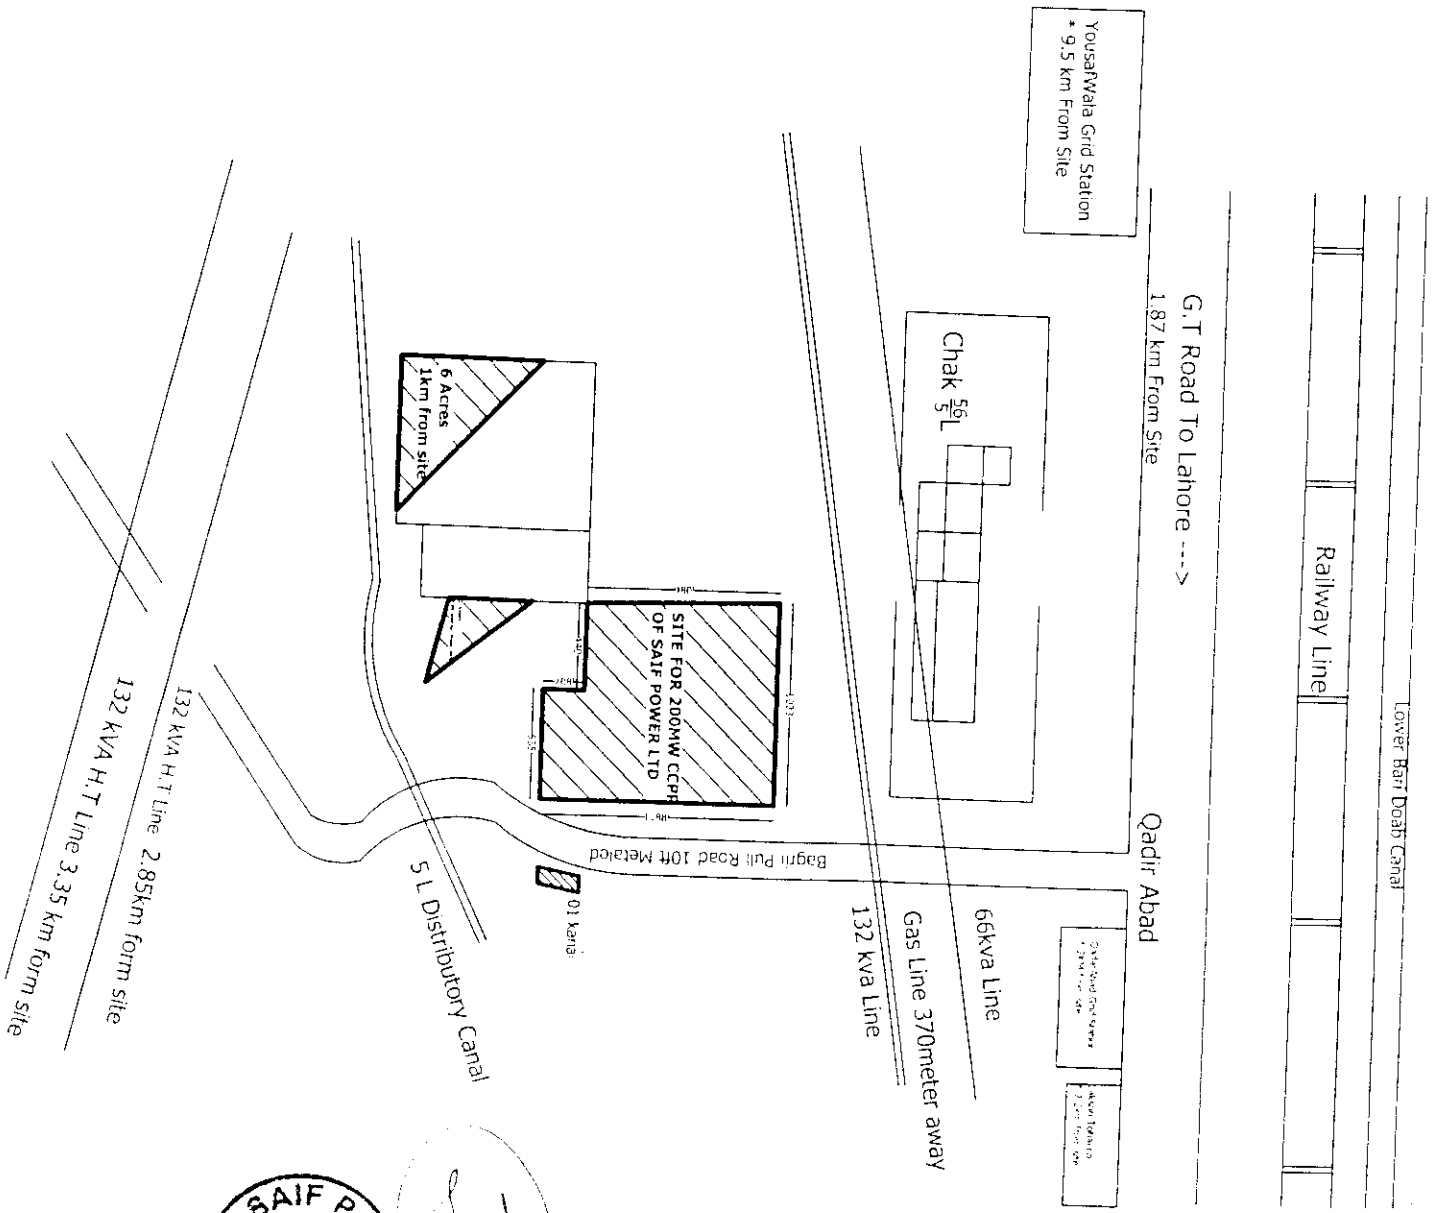 Lower Bari Doab Canal
Railway Line
G.T Road To Lahore --->
1.87 km From Site
YousafWala Grid Station
* 9.5 km From Site
Qadir Abad
Chak 56/5L
66kva Line
Gas Line 370meter away
132 kva Line
Bagrri Pull Road 10ft Metaled
SITE FOR 200MW CCPP
OF SAIF POWER LTD
6 Acres
1km from site
01 kanal
5 L Distributory Canal
132 kVA H.T Line 2.85km form site
132 kVA H.T Line 3.35 km form site
SAIF P